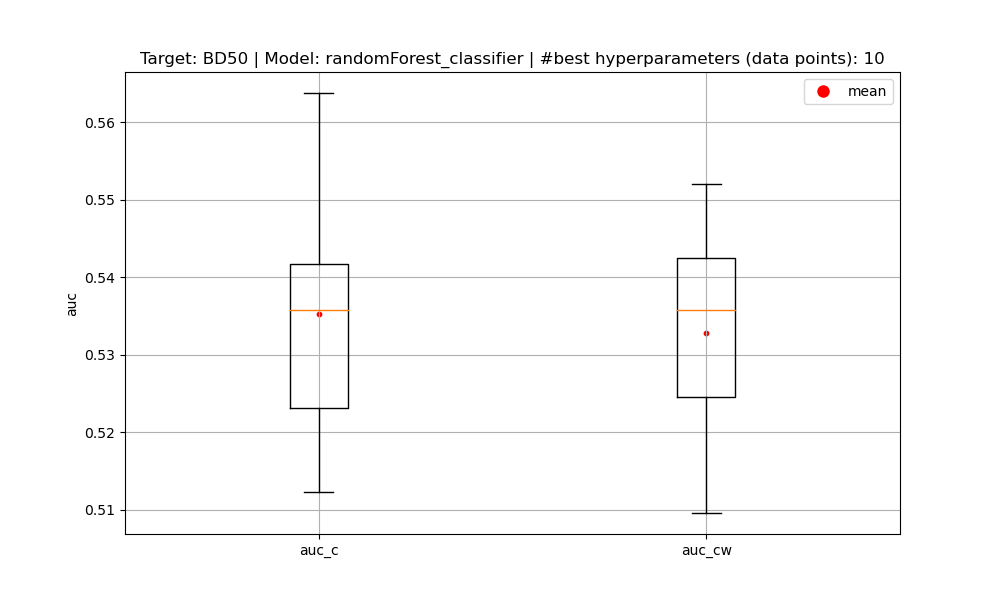 Target: BD50 | Model: randomForest_classifier | #best hyperparameters (data points): 10
mean
0.56
0.55
0.54
0.53
0.52
0.51
auc
auc_c
auc_cw